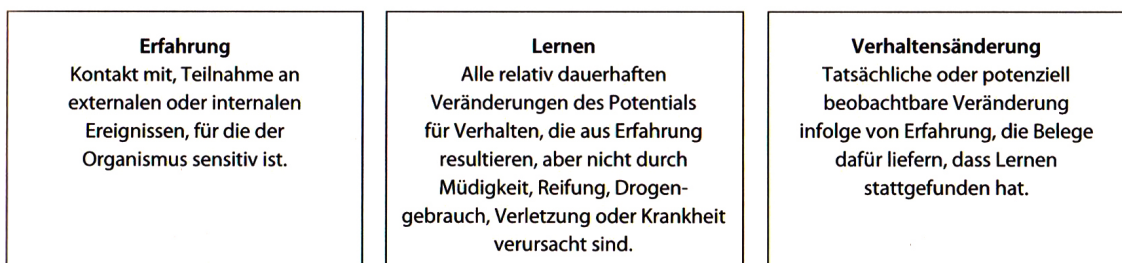 Erfahrung
Kontakt mit, Teilnahme an
externalen oder internalen
Ereignissen, für die der
Organismus sensitiv ist.
Lernen
Alle relativ dauerhaften
Veränderungen des Potentials
für Verhalten, die aus Erfahrung
resultieren, aber nicht durch
Müdigkeit, Reifung, Drogen-
gebrauch, Verletzung oder Krankheit
verursacht sind.
Verhaltensänderung
Tatsächliche oder potenziell
beobachtbare Veränderung
infolge von Erfahrung, die Belege
dafür liefern, dass Lernen
stattgefunden hat.